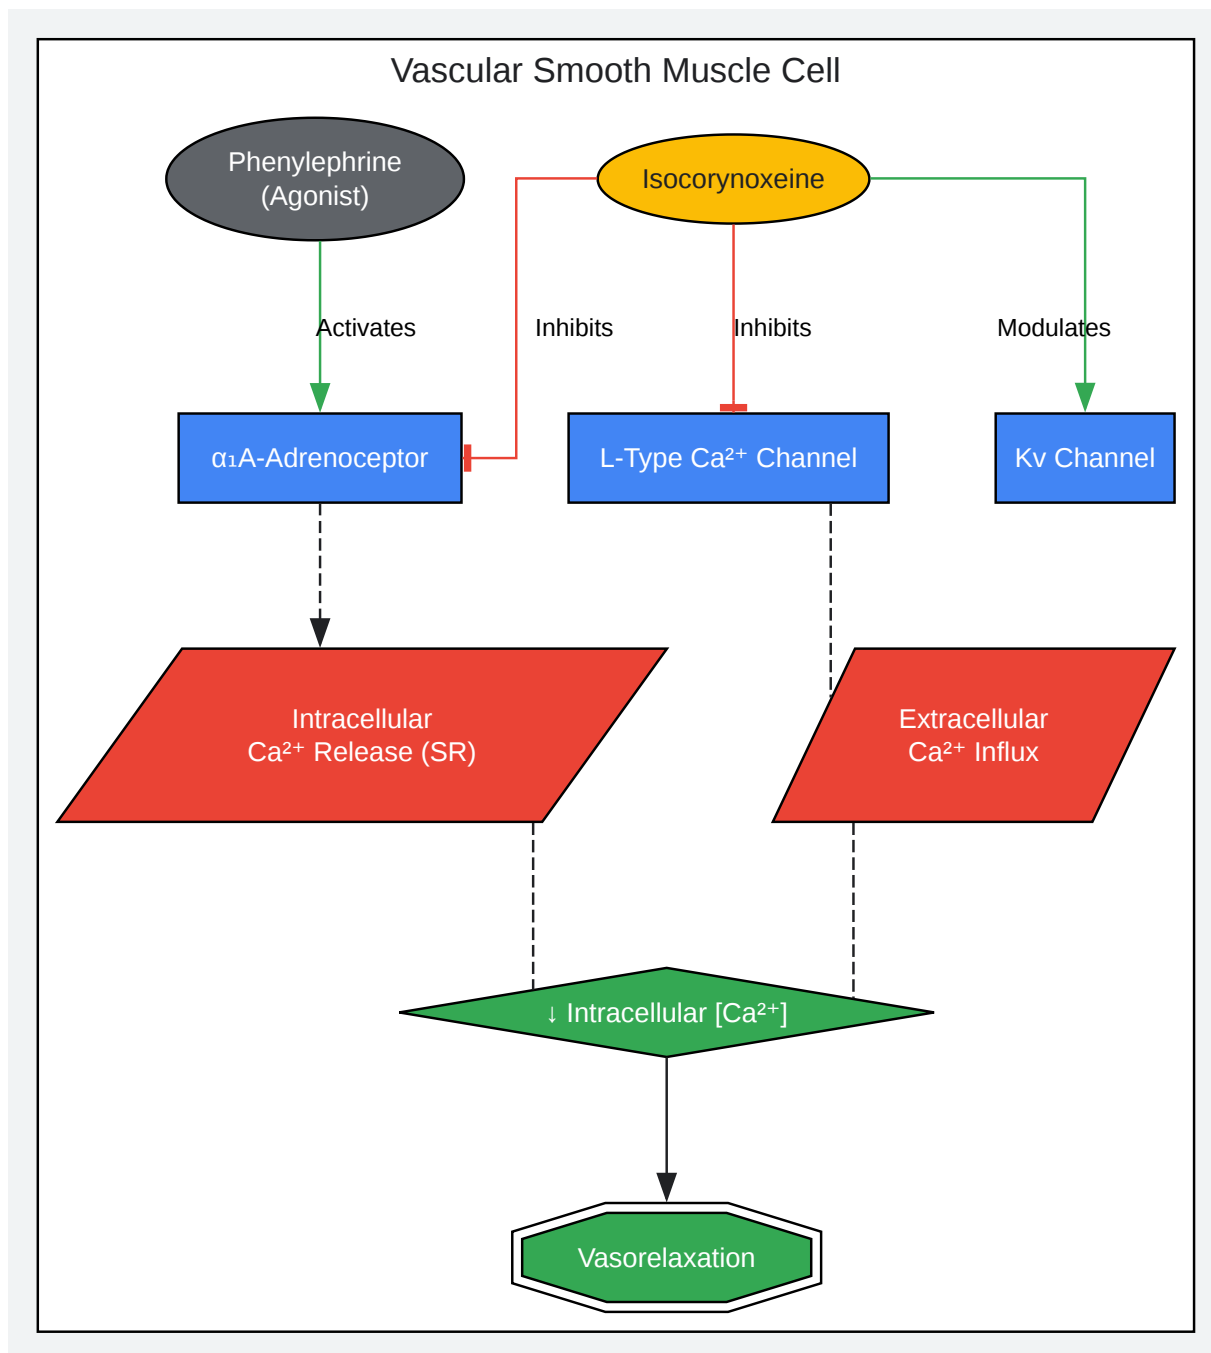 Vascular Smooth Muscle Cell
Phenylephrine
(Agonist)
Isocorynoxeine
Activates
Inhibits
Inhibits
Modulates
α₁A-Adrenoceptor
L-Type Ca²⁺ Channel
Kv Channel
Intracellular
Ca²⁺ Release (SR)
Extracellular
Ca²⁺ Influx
↓ Intracellular [Ca²⁺]
Vasorelaxation